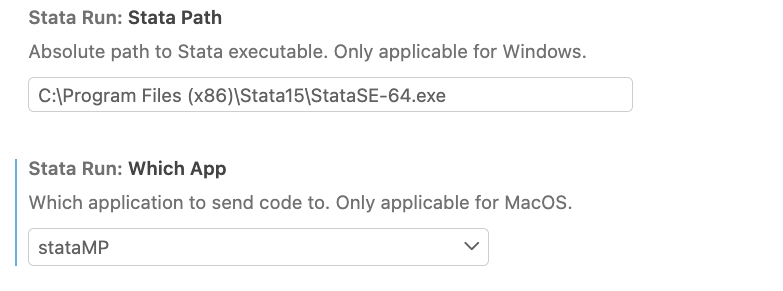 Stata Run: Stata Path
Absolute path to Stata executable. Only applicable for Windows.
C:\Program Files (x86)\Stata15\StataSE-64.exe
Stata Run: Which App
Which application to send code to. Only applicable for MacOS.
stataMP